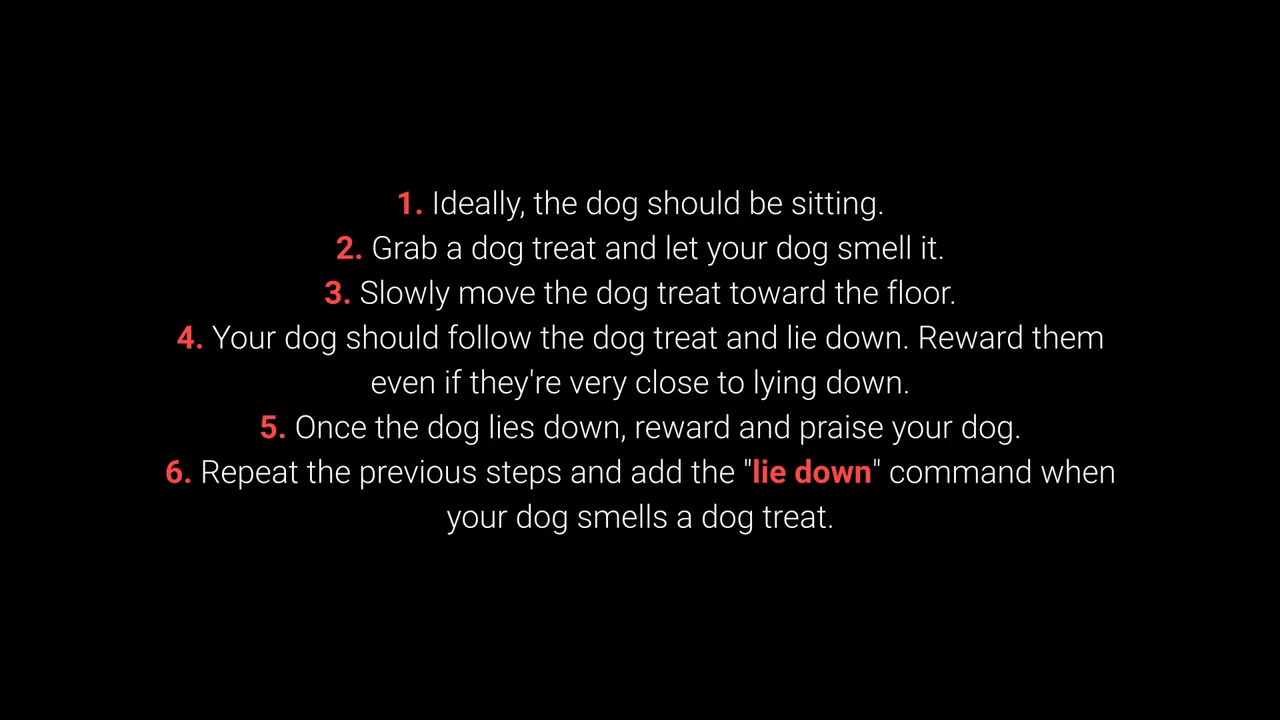 1. Ideally, the dog should be sitting.
2. Grab a dog treat and let your dog smell it.
3. Slowly move the dog treat toward the floor.
4. Your dog should follow the dog treat and lie down. Reward them
even if they're very close to lying down.
5. Once the dog lies down, reward and praise your dog.
6. Repeat the previous steps and add the "lie down" command when
your dog smells a dog treat.